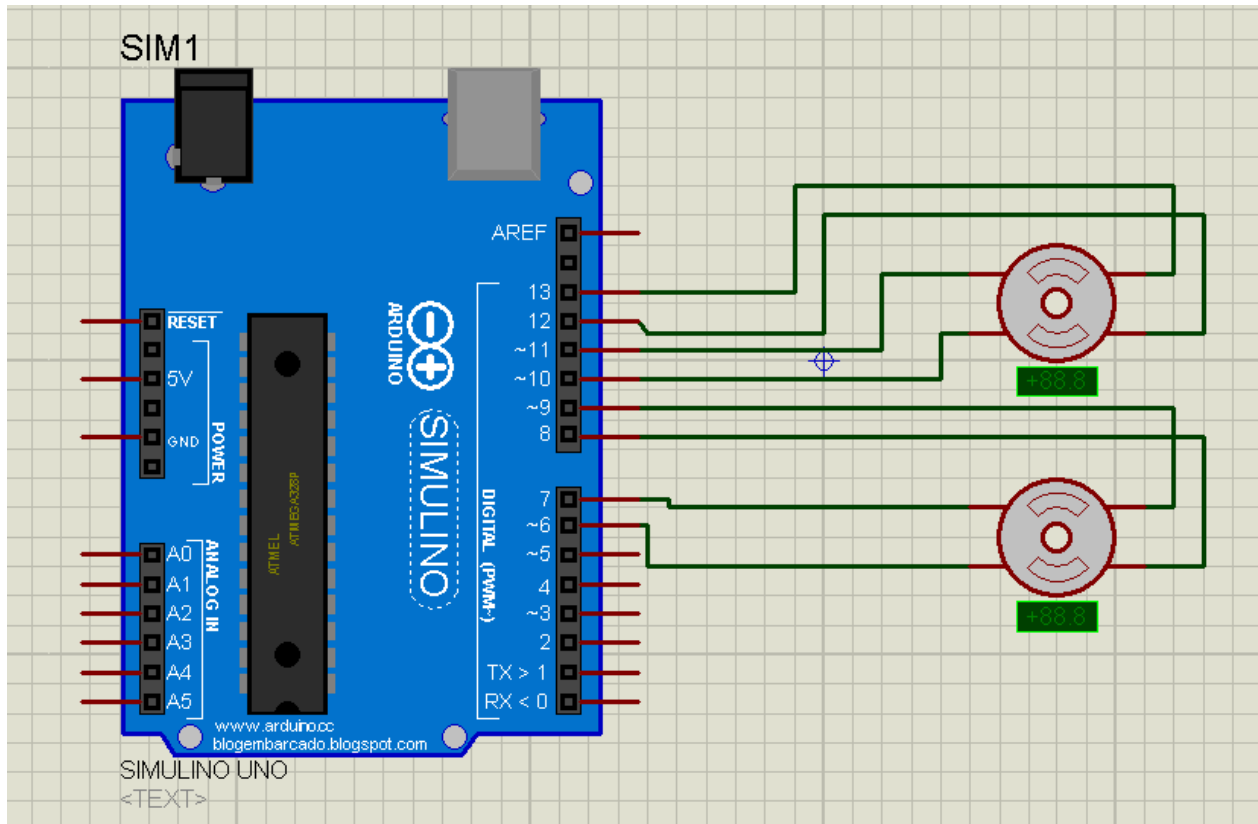 SIM1
AREF
13
12
~11
~10
~9
8
7
~6
~5
4
~3
2
TX > 1
RX < 0
RESET
5V
GND
POWER
A0
A1
A2
A3
A4
A5
ANALOG IN
ATMEL
ATMEGA328P
ARDUINO
SIMULINO
DIGITAL (PWM~)
www.arduino.cc
blogembarcado.blogspot.com
SIMULINO UNO
<TEXT>
+88.8
+88.8